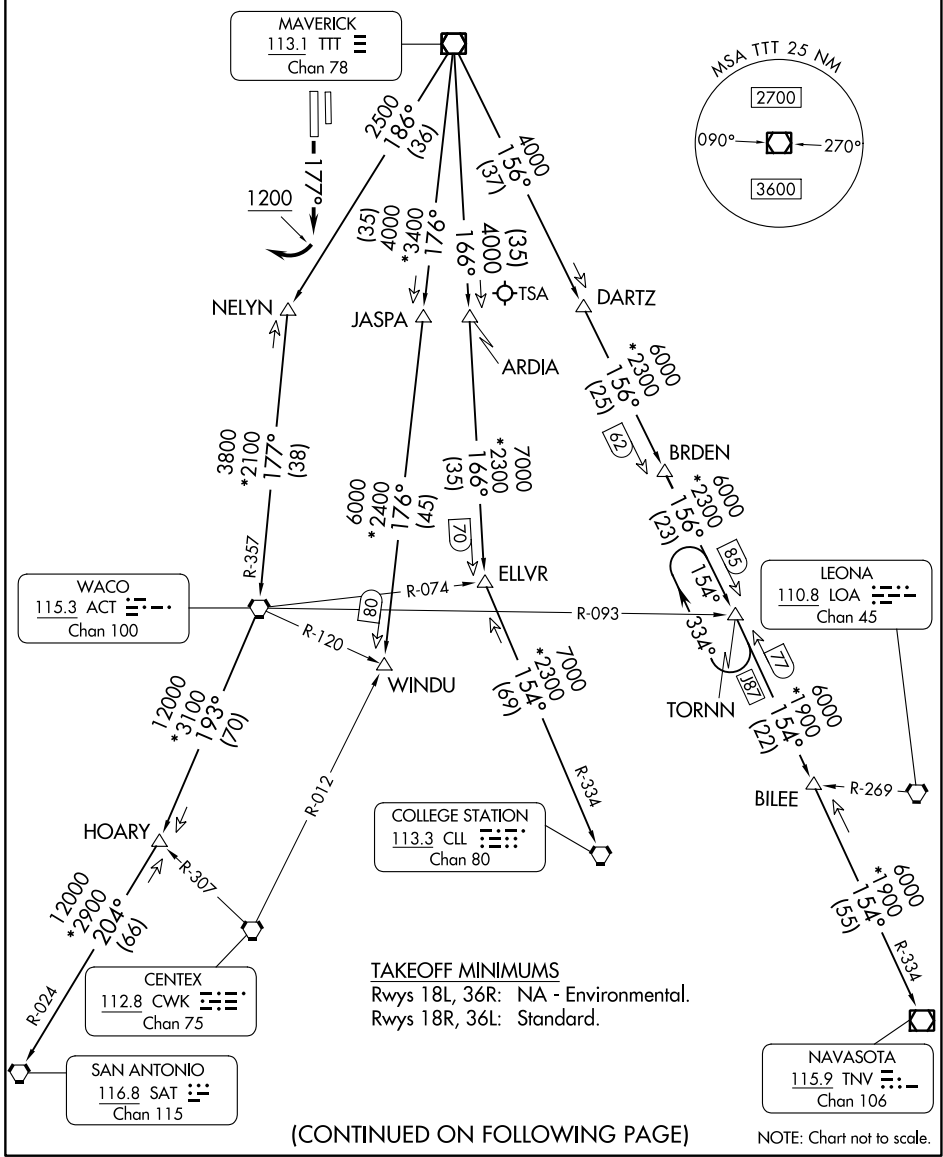 MAVERICK
113.1 TTT
Chan 78
MSA TTT 25 NM
2700
090°
270°
3600
2500
186°
(36)
177°
1200
(35)
4000
*3400
176°
(35)
4000
166°
4000
156°
(37)
TSA
NELYN
JASPA
ARDIA
DARTZ
3800
*2100
177°
(38)
6000
*2400
176°
(45)
7000
*2300
166°
(35)
6000
*2300
156°
(25)
62
BRDEN
6000
*2300
156°
(23)
85
R-357
70
ELLVR
WACO
115.3 ACT
Chan 100
R-074
R-093
R-120
80
WINDU
154°
334°
LEONA
110.8 LOA
Chan 45
TORNN
J87
77
6000
*1900
154°
(22)
12000
*3100
193°
(70)
7000
*2300
154°
(69)
R-012
R-334
BILEE
R-269
HOARY
R-307
COLLEGE STATION
113.3 CLL
Chan 80
12000
*2900
204°
(66)
R-024
6000
*1900
154°
(55)
R-334
CENTEX
112.8 CWK
Chan 75
TAKEOFF MINIMUMS
Rwys 18L, 36R: NA - Environmental.
Rwys 18R, 36L: Standard.
SAN ANTONIO
116.8 SAT
Chan 115
NAVASOTA
115.9 TNV
Chan 106
(CONTINUED ON FOLLOWING PAGE)
NOTE: Chart not to scale.